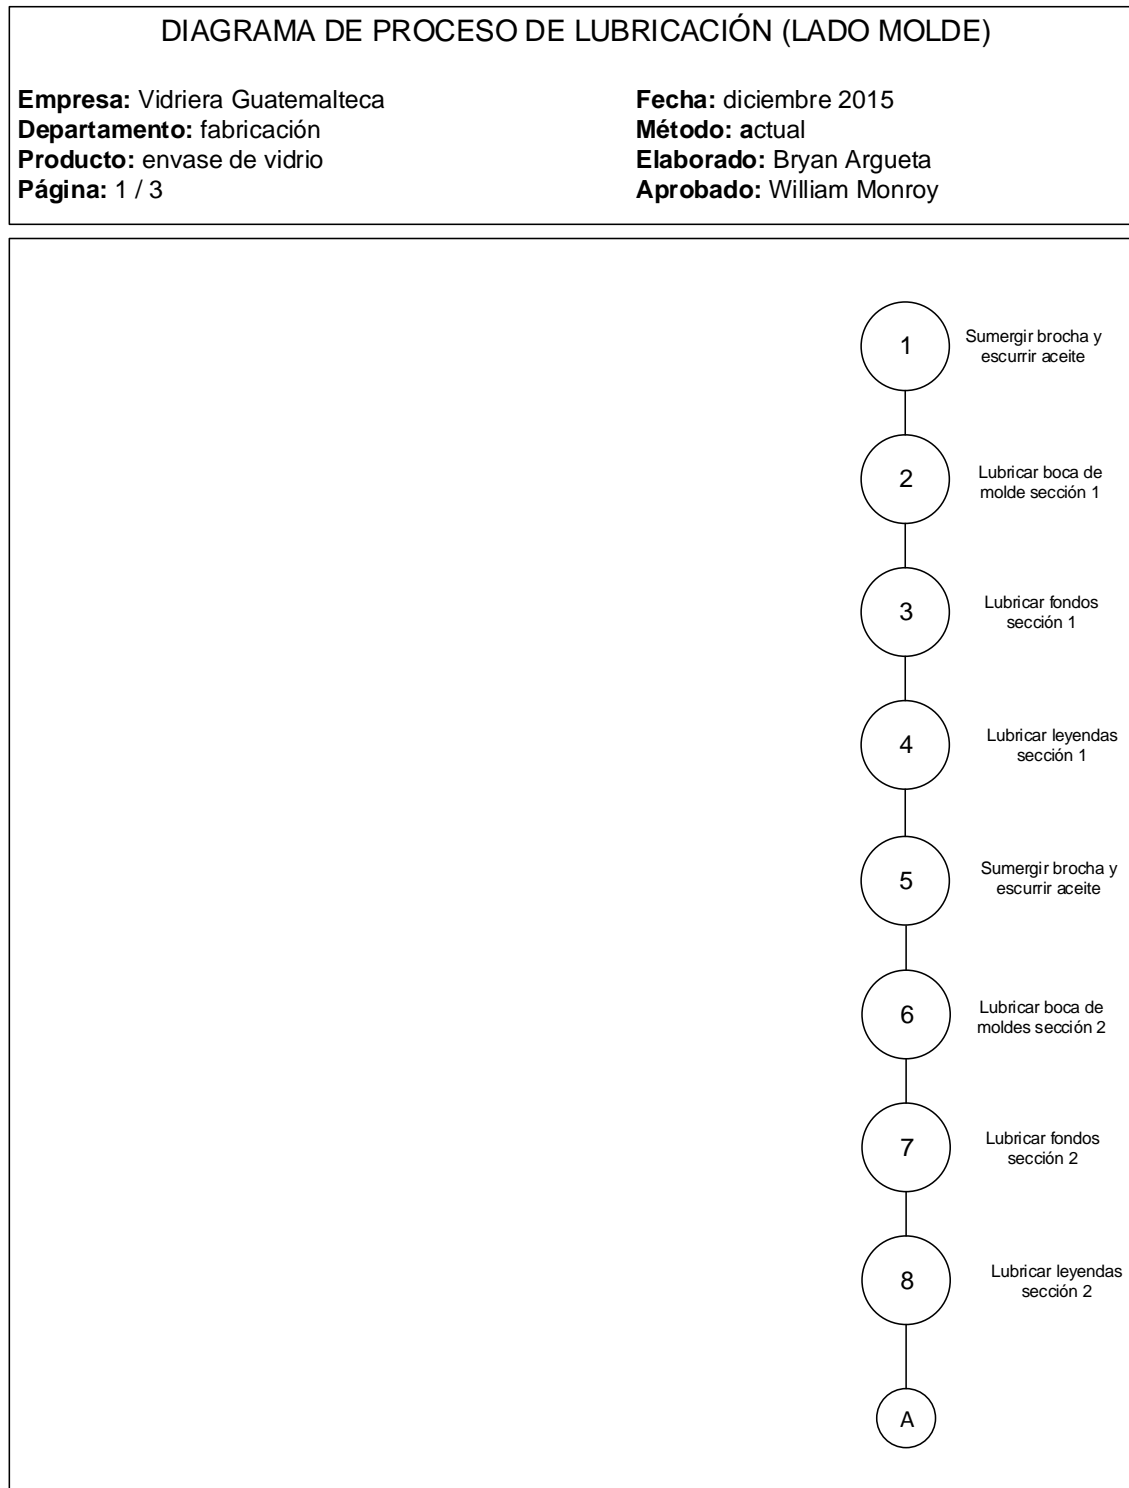 DIAGRAMA DE PROCESO DE LUBRICACIÓN (LADO MOLDE)
Empresa: Vidriera Guatemalteca
Departamento: fabricación
Producto: envase de vidrio
Página: 1 / 3
Fecha: diciembre 2015
Método: actual
Elaborado: Bryan Argueta
Aprobado: William Monroy
1
Sumergir brocha y
escurrir aceite
2
Lubricar boca de
molde sección 1
3
Lubricar fondos
sección 1
4
Lubricar leyendas
sección 1
5
Sumergir brocha y
escurrir aceite
6
Lubricar boca de
moldes sección 2
7
Lubricar fondos
sección 2
8
Lubricar leyendas
sección 2
A